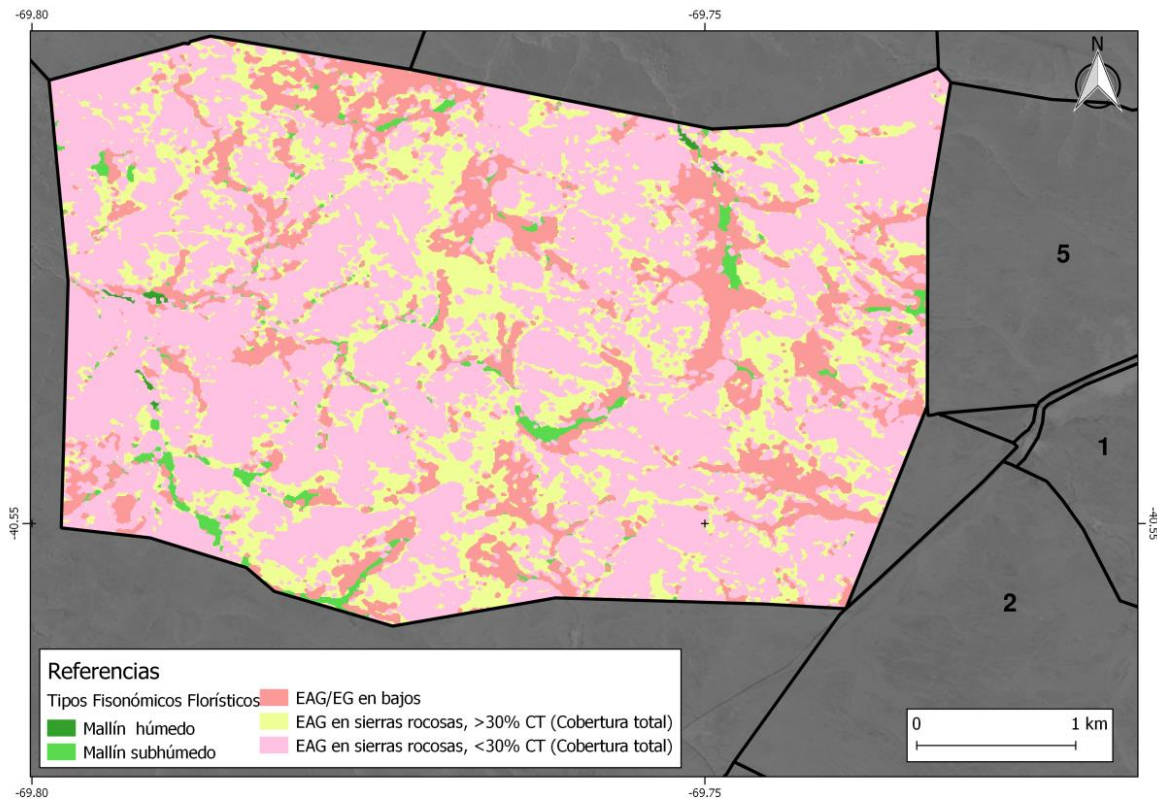 -69.80
-69.75
N
5
1
-40.55
-40.55
2
Referencias
Tipos Fisonómicos Florísticos
Mallín húmedo
Mallín subhúmedo
EAG/EG en bajos
EAG en sierras rocosas, >30% CT (Cobertura total)
EAG en sierras rocosas, <30% CT (Cobertura total)
0
1 km
-69.80
-69.75